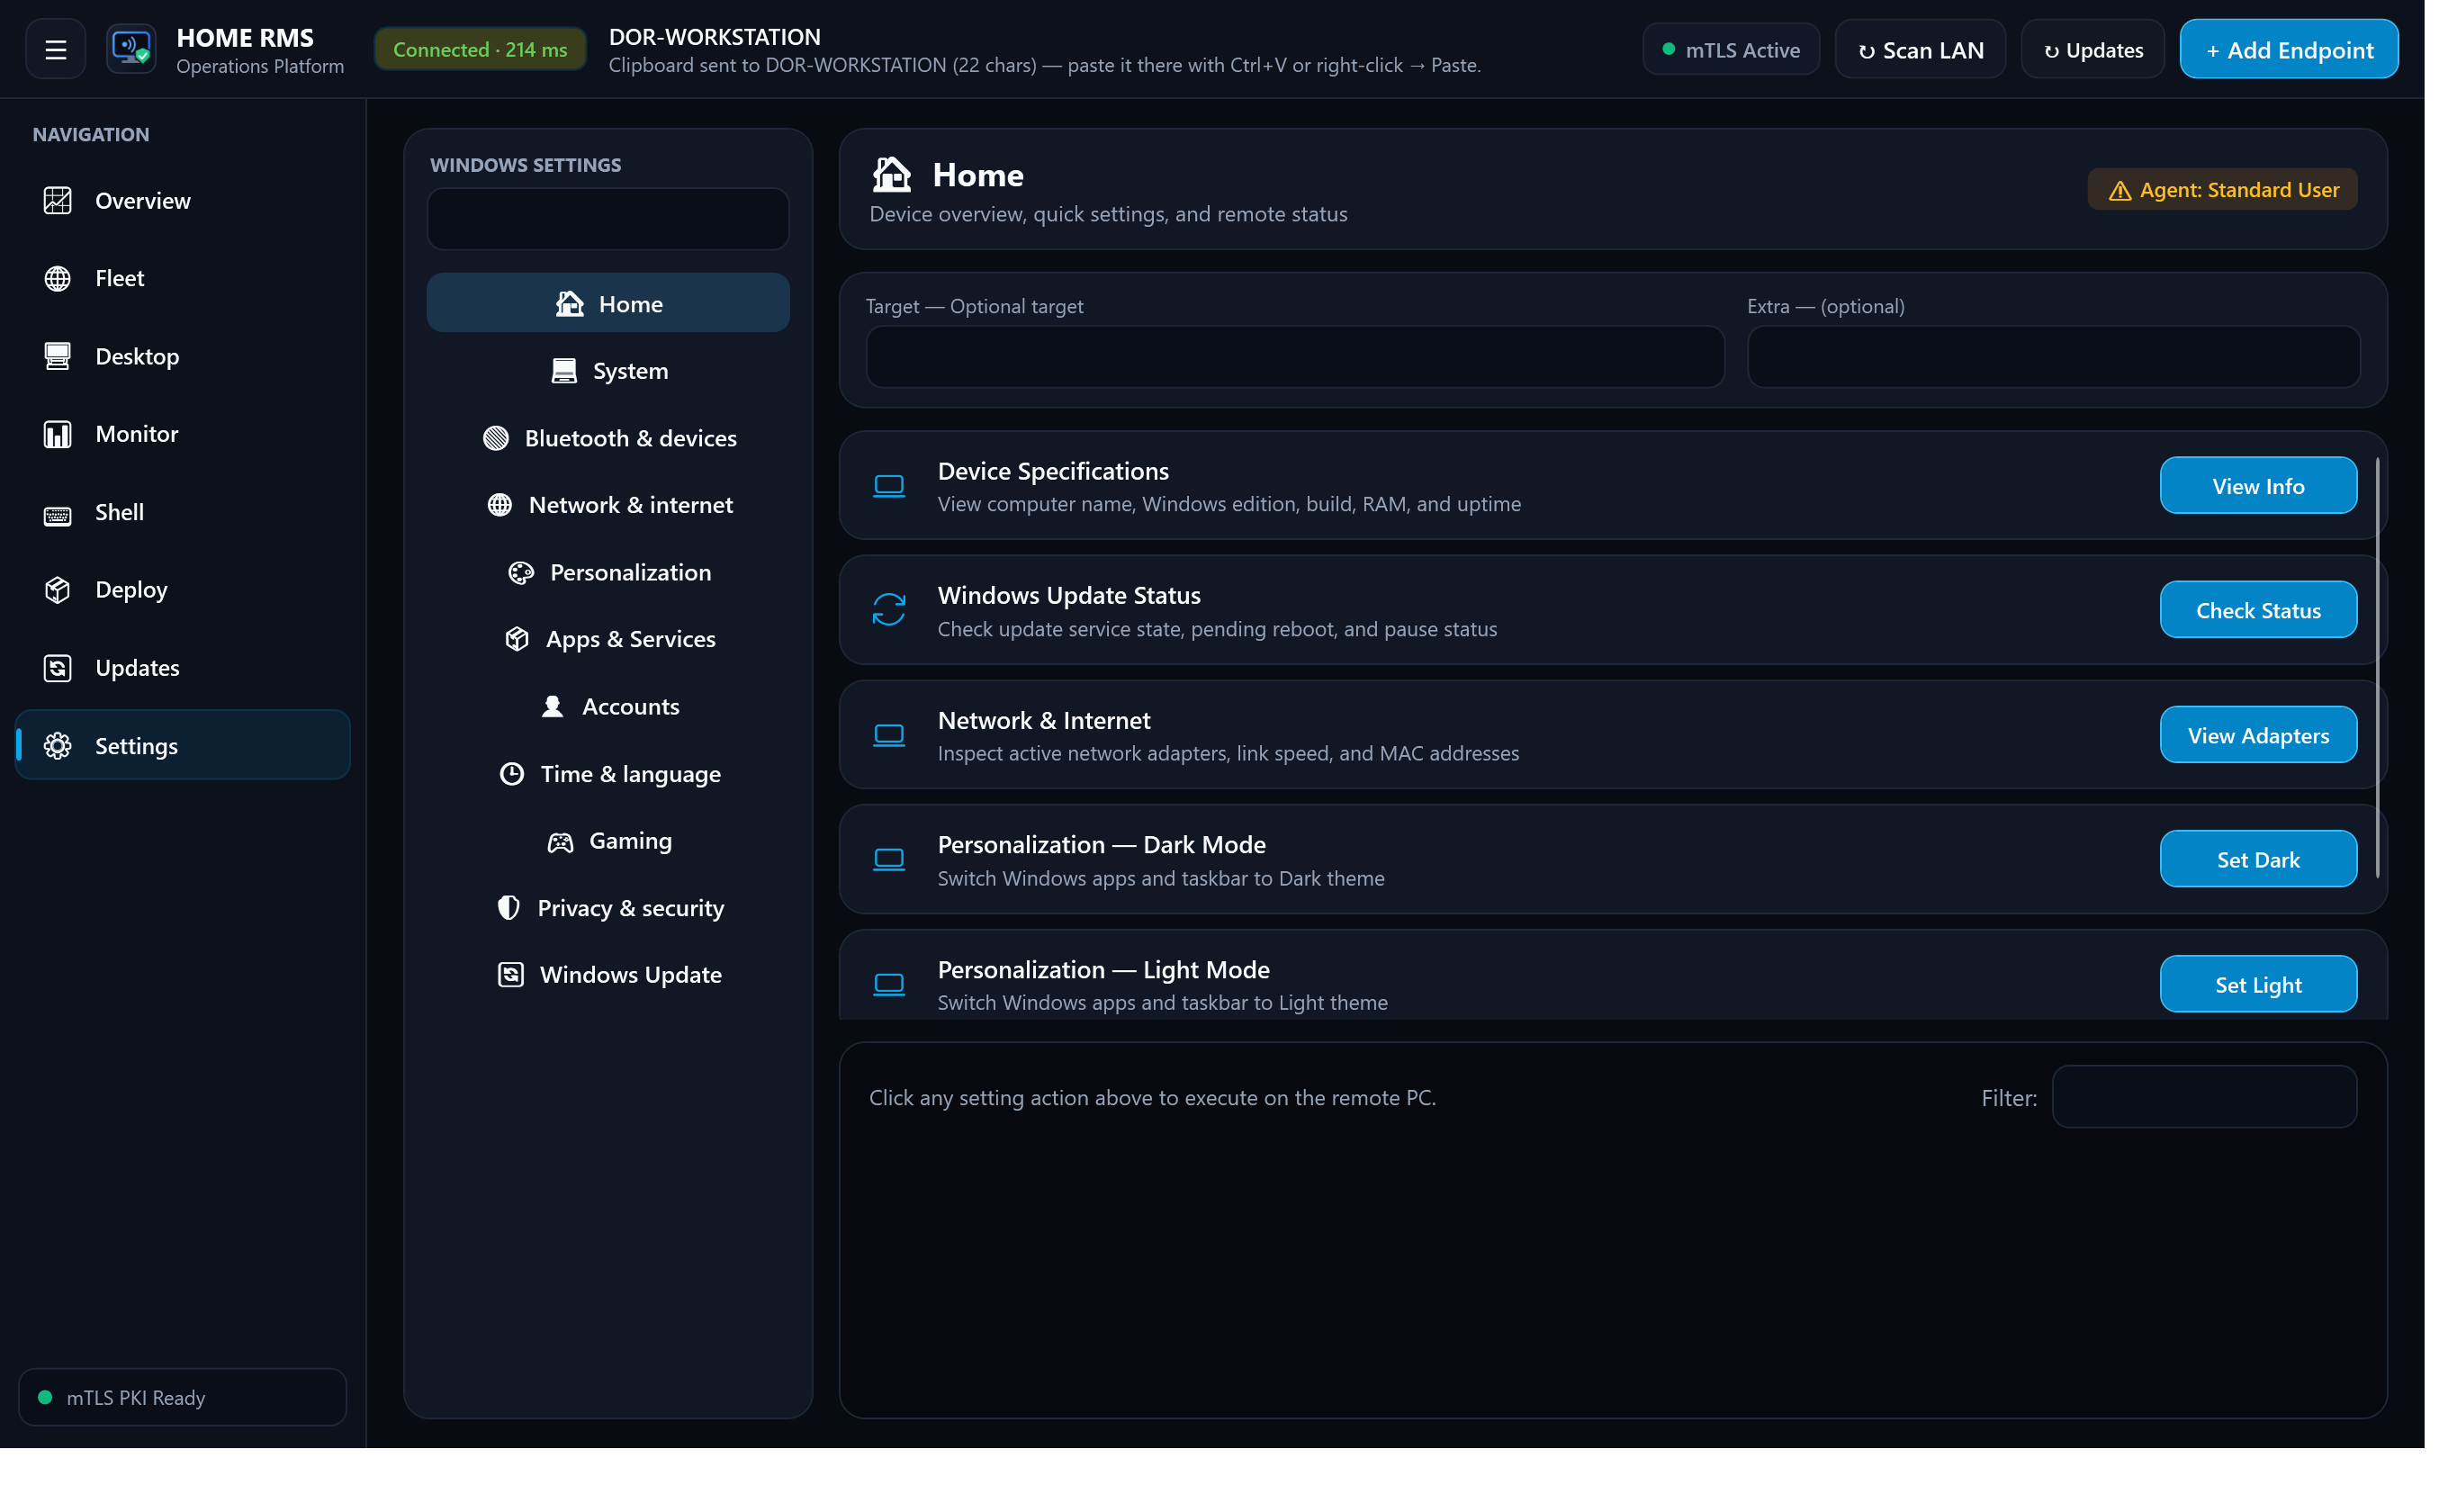 HOME RMS
Operations Platform
Connected · 214 ms
DOR-WORKSTATION
Clipboard sent to DOR-WORKSTATION (22 chars) — paste it there with Ctrl+V or right-click → Paste.
mTLS Active
↻ Scan LAN
↻ Updates
+ Add Endpoint
NAVIGATION
Overview
Fleet
Desktop
Monitor
Shell
Deploy
Updates
Settings
mTLS PKI Ready
WINDOWS SETTINGS
Home
System
Bluetooth & devices
Network & internet
Personalization
Apps & Services
Accounts
Time & language
Gaming
Privacy & security
Windows Update
Home
Device overview, quick settings, and remote status
⚠ Agent: Standard User
Target — Optional target
Extra — (optional)
Device Specifications
View computer name, Windows edition, build, RAM, and uptime
View Info
Windows Update Status
Check update service state, pending reboot, and pause status
Check Status
Network & Internet
Inspect active network adapters, link speed, and MAC addresses
View Adapters
Personalization — Dark Mode
Switch Windows apps and taskbar to Dark theme
Set Dark
Personalization — Light Mode
Switch Windows apps and taskbar to Light theme
Set Light
Click any setting action above to execute on the remote PC.
Filter: